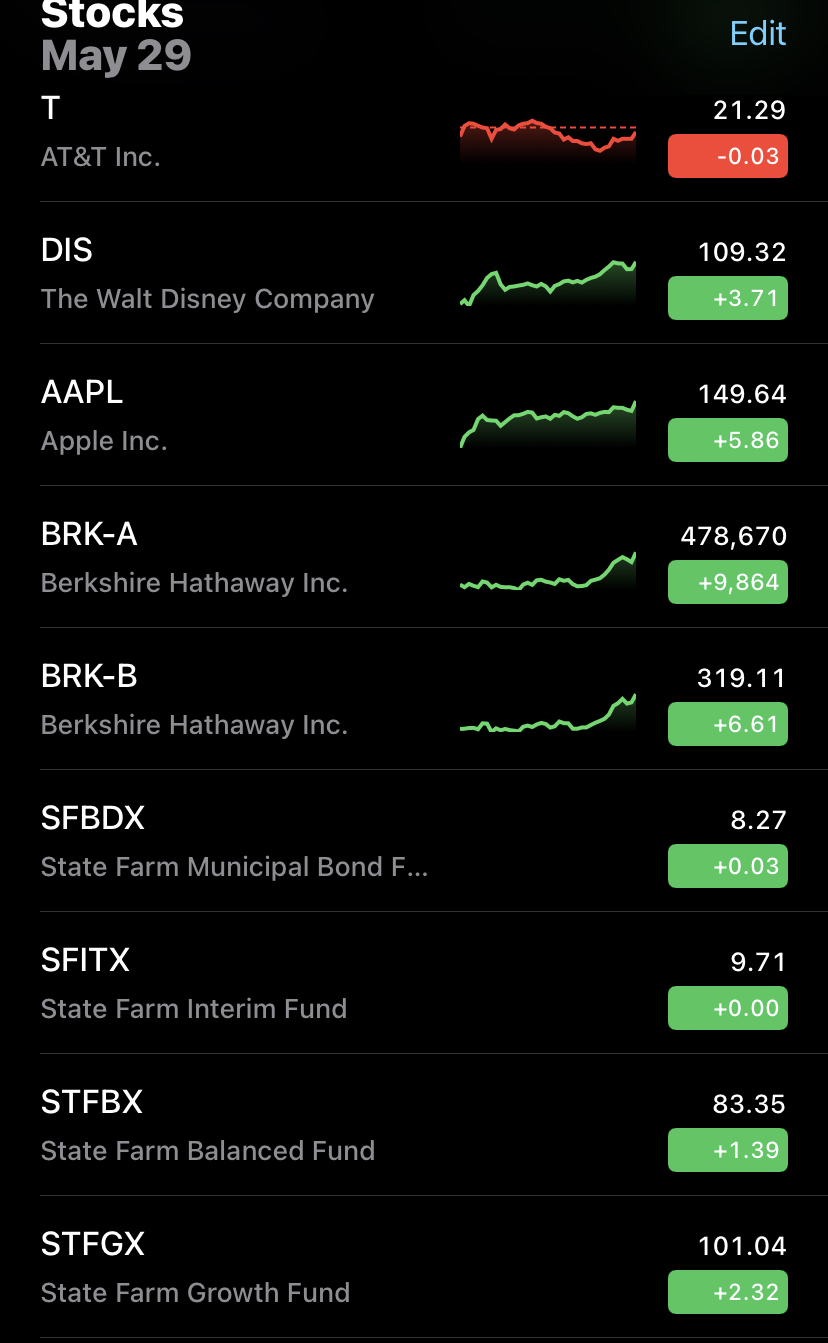 Stocks
May 29
Edit
T
21.29
AT&T Inc.
-0.03
DIS
109.32
The Walt Disney Company
+3.71
AAPL
149.64
Apple Inc.
+5.86
BRK-A
478,670
Berkshire Hathaway Inc.
+9,864
BRK-B
319.11
Berkshire Hathaway Inc.
+6.61
SFBDX
8.27
State Farm Municipal Bond F...
+0.03
SFITX
9.71
State Farm Interim Fund
+0.00
STFBX
83.35
State Farm Balanced Fund
+1.39
STFGX
101.04
State Farm Growth Fund
+2.32